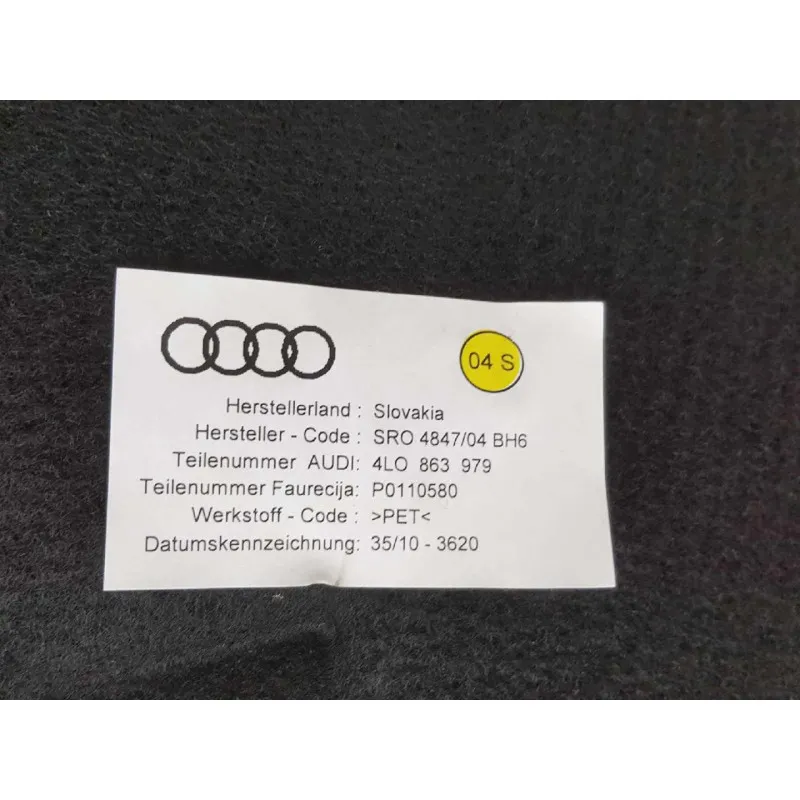 04 S
Herstellerland : Slovakia
Hersteller - Code : SRO 4847/04 BH6
Teilenummer AUDI: 4LO 863 979
Teilenummer Faurecija: P0110580
Werkstoff - Code : >PET<
Datumskennzeichnung: 35/10 - 3620